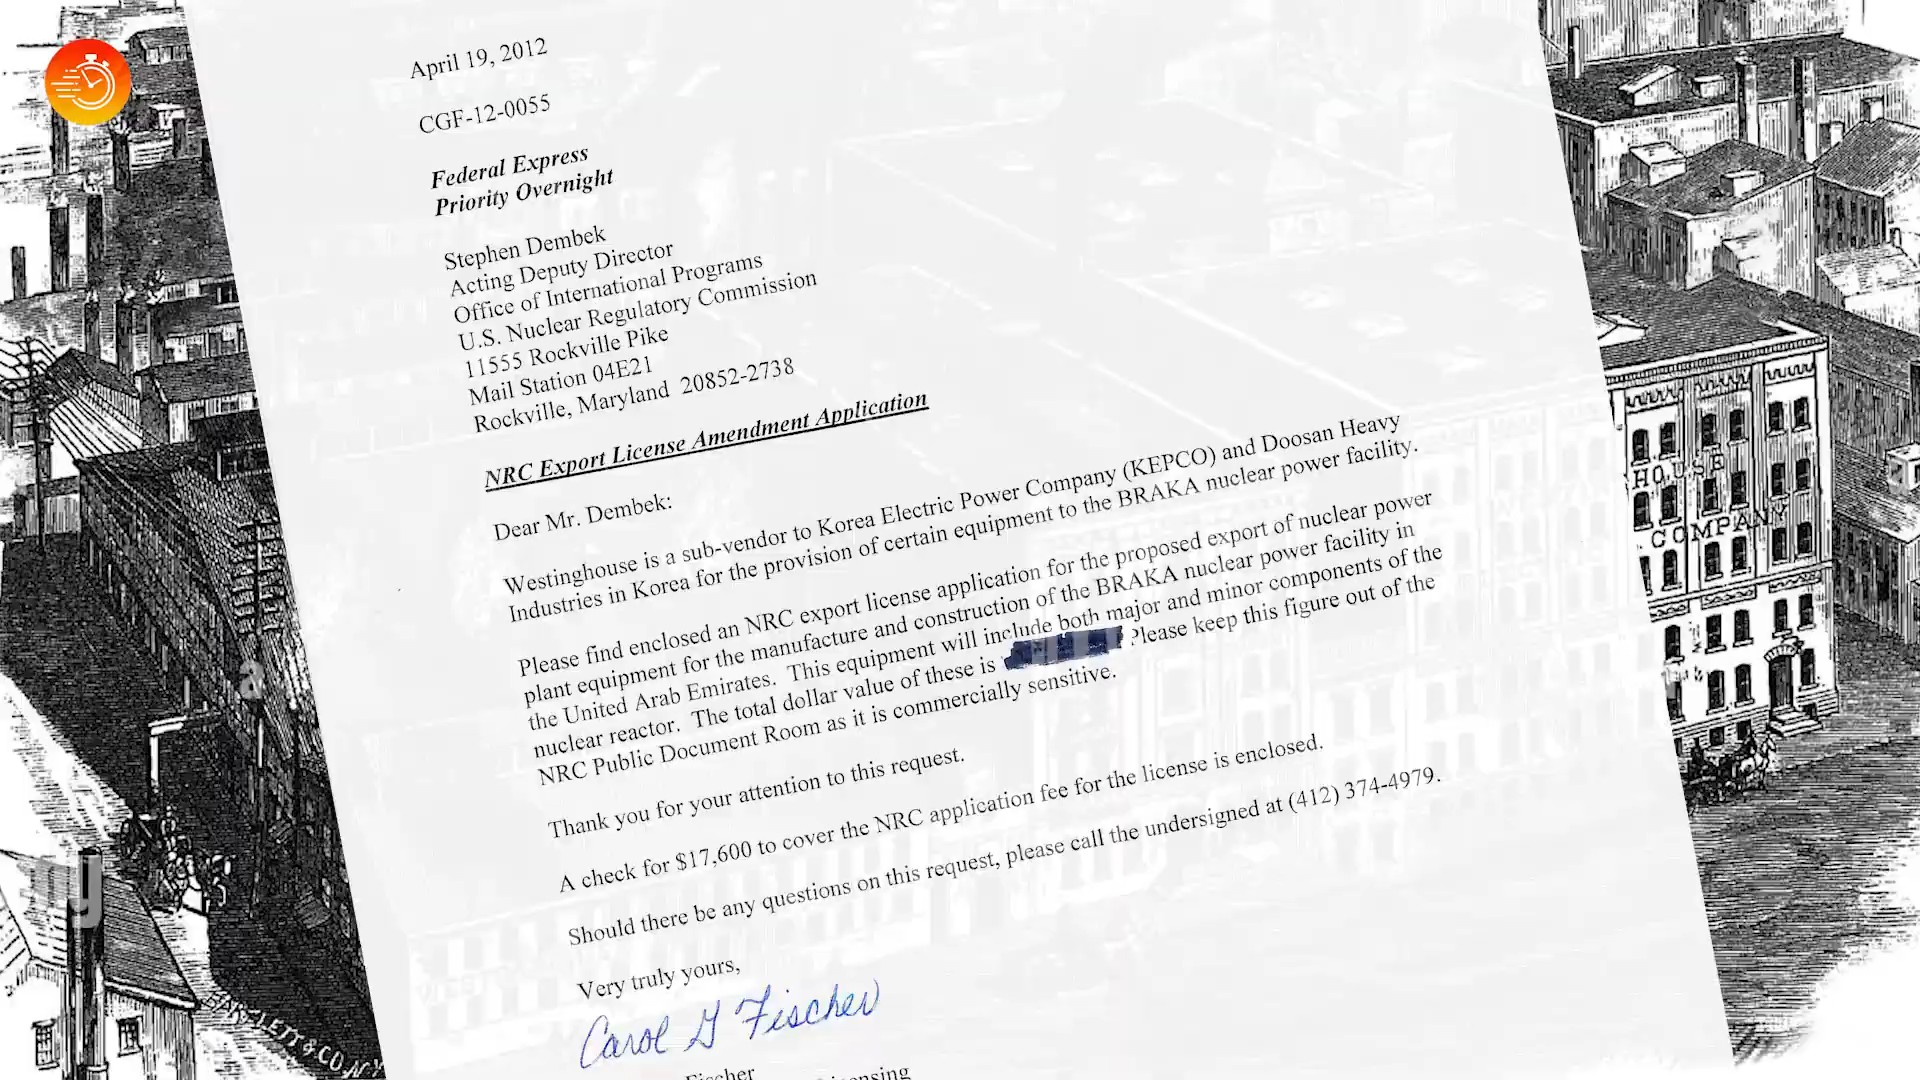 April 19, 2012
CGF-12-0055
Federal Express
Priority Overnight
Stephen Dembek
Acting Deputy Director
Office of International Programs
U.S. Nuclear Regulatory Commission
11555 Rockville Pike
Mail Station 04E21
Rockville, Maryland 20852-2738
NRC Export License Amendment Application
Dear Mr. Dembek:
Westinghouse is a sub-vendor to Korea Electric Power Company (KEPCO) and Doosan Heavy
Industries in Korea for the provision of certain equipment to the BRAKA nuclear power facility.
Please find enclosed an NRC export license application for the proposed export of nuclear power
plant equipment for the manufacture and construction of the BRAKA nuclear power facility in
the United Arab Emirates. This equipment will include both major and minor components of the
nuclear reactor. The total dollar value of these is Please keep this figure out of the
NRC Public Document Room as it is commercially sensitive.
Thank you for your attention to this request.
A check for $17,600 to cover the NRC application fee for the license is enclosed.
Should there be any questions on this request, please call the undersigned at (412) 374-4979.
Very truly yours,
Carol G Fischer
Fischer
HOUSE
COMPANY